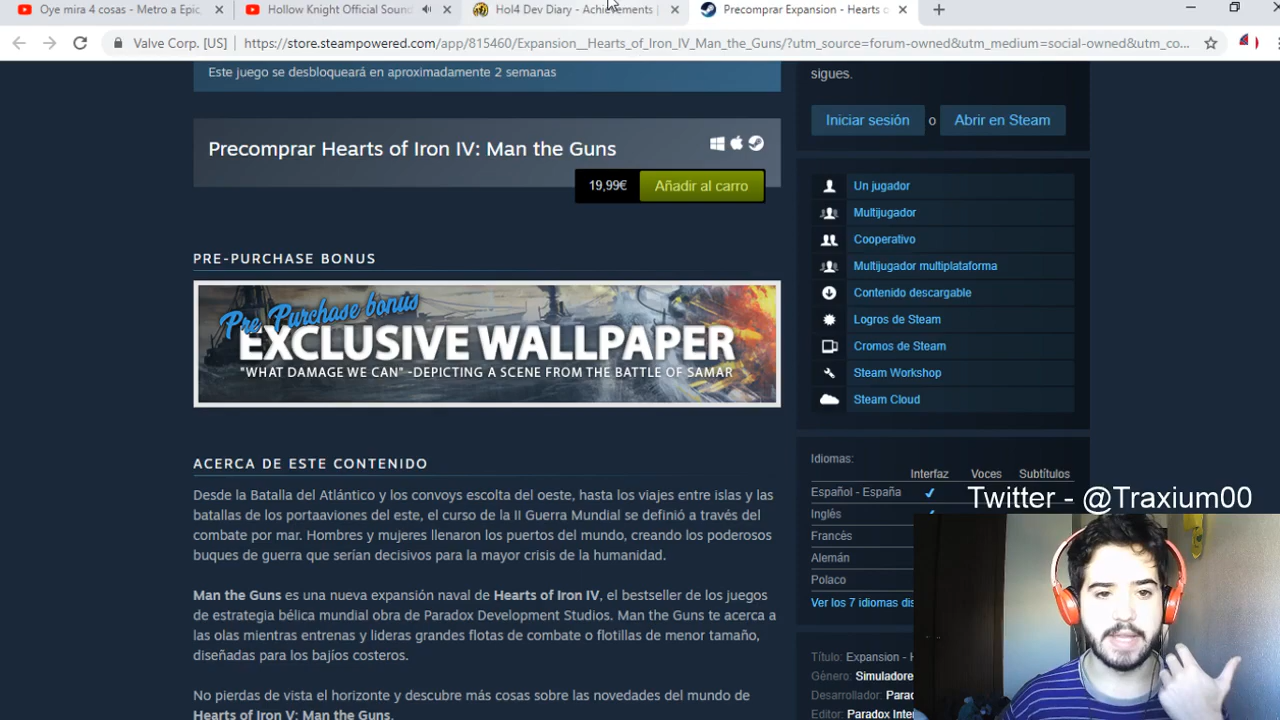 Oye mira 4 cosas - Metro a Epic,
Hollow Knight Official Soun
HoI4 Dev Diary - Achievements |
Precomprar Expansion - Hearts o
Valve Corp. [US]
https://store.steampowered.com/app/815460/Expansion__Hearts_of_Iron_IV_Man_the_Guns/?utm_source=forum-owned&utm_medium=social-owned&utm_co...
Este juego se desbloqueará en aproximadamente 2 semanas
sigues.
Iniciar sesión o Abrir en Steam
Precomprar Hearts of Iron IV: Man the Guns
19,99€ Añadir al carro
Un jugador
Multijugador
Cooperativo
Multijugador multiplataforma
Contenido descargable
Logros de Steam
Cromos de Steam
Steam Workshop
Steam Cloud
PRE-PURCHASE BONUS
Pre Purchase bonus
EXCLUSIVE WALLPAPER
"WHAT DAMAGE WE CAN" -DEPICTING A SCENE FROM THE BATTLE OF SAMAR
ACERCA DE ESTE CONTENIDO
Desde la Batalla del Atlántico y los convoys escolta del oeste, hasta los viajes entre islas y las
batallas de los portaaviones del este, el curso de la II Guerra Mundial se definió a través del
combate por mar. Hombres y mujeres llenaron los puertos del mundo, creando los poderosos
buques de guerra que serían decisivos para la mayor crisis de la humanidad.
Man the Guns es una nueva expansión naval de Hearts of Iron IV, el bestseller de los juegos
de estrategia bélica mundial obra de Paradox Development Studios. Man the Guns te acerca a
las olas mientras entrenas y lideras grandes flotas de combate o flotillas de menor tamaño,
diseñadas para los bajíos costeros.
No pierdas de vista el horizonte y descubre más cosas sobre las novedades del mundo de
Hearts of Iron V: Man the Guns.
Idiomas:
Interfaz Voces Subtítulos
Español - España
Inglés
Francés
Alemán
Polaco
Ver los 7 idiomas dis
Twitter - @Traxium00
Título: Expansion - H
Género: Simuladore
Desarrollador: Parad
Editor: Paradox Inter